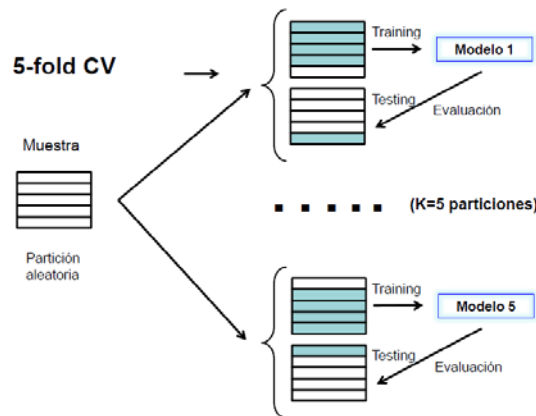 5-fold CV
Muestra
Partición
aleatoria
Training
Modelo 1
Testing
Evaluación
(K=5 particiones)
Training
Modelo 5
Testing
Evaluación